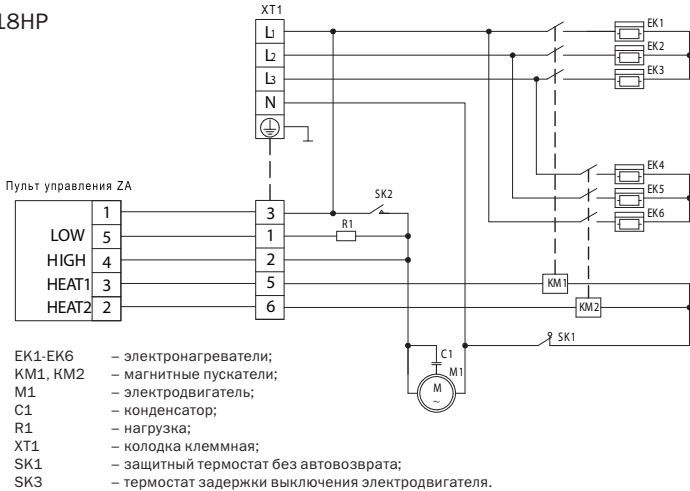 18HP
XT1
L1
L2
L3
N
EK1
EK2
EK3
EK4
EK5
EK6
Пульт управления ZA
1
LOW 5
HIGH 4
HEAT1 3
HEAT2 2
3
1
2
5
6
SK2
R1
KM1
KM2
SK1
C1
M1
M
~
EK1-EK6 – электронагреватели;
KM1, KM2 – магнитные пускатели;
M1 – электродвигатель;
C1 – конденсатор;
R1 – нагрузка;
XT1 – колодка клеммная;
SK1 – защитный термостат без автовозврата;
SK3 – термостат задержки выключения электродвигателя.